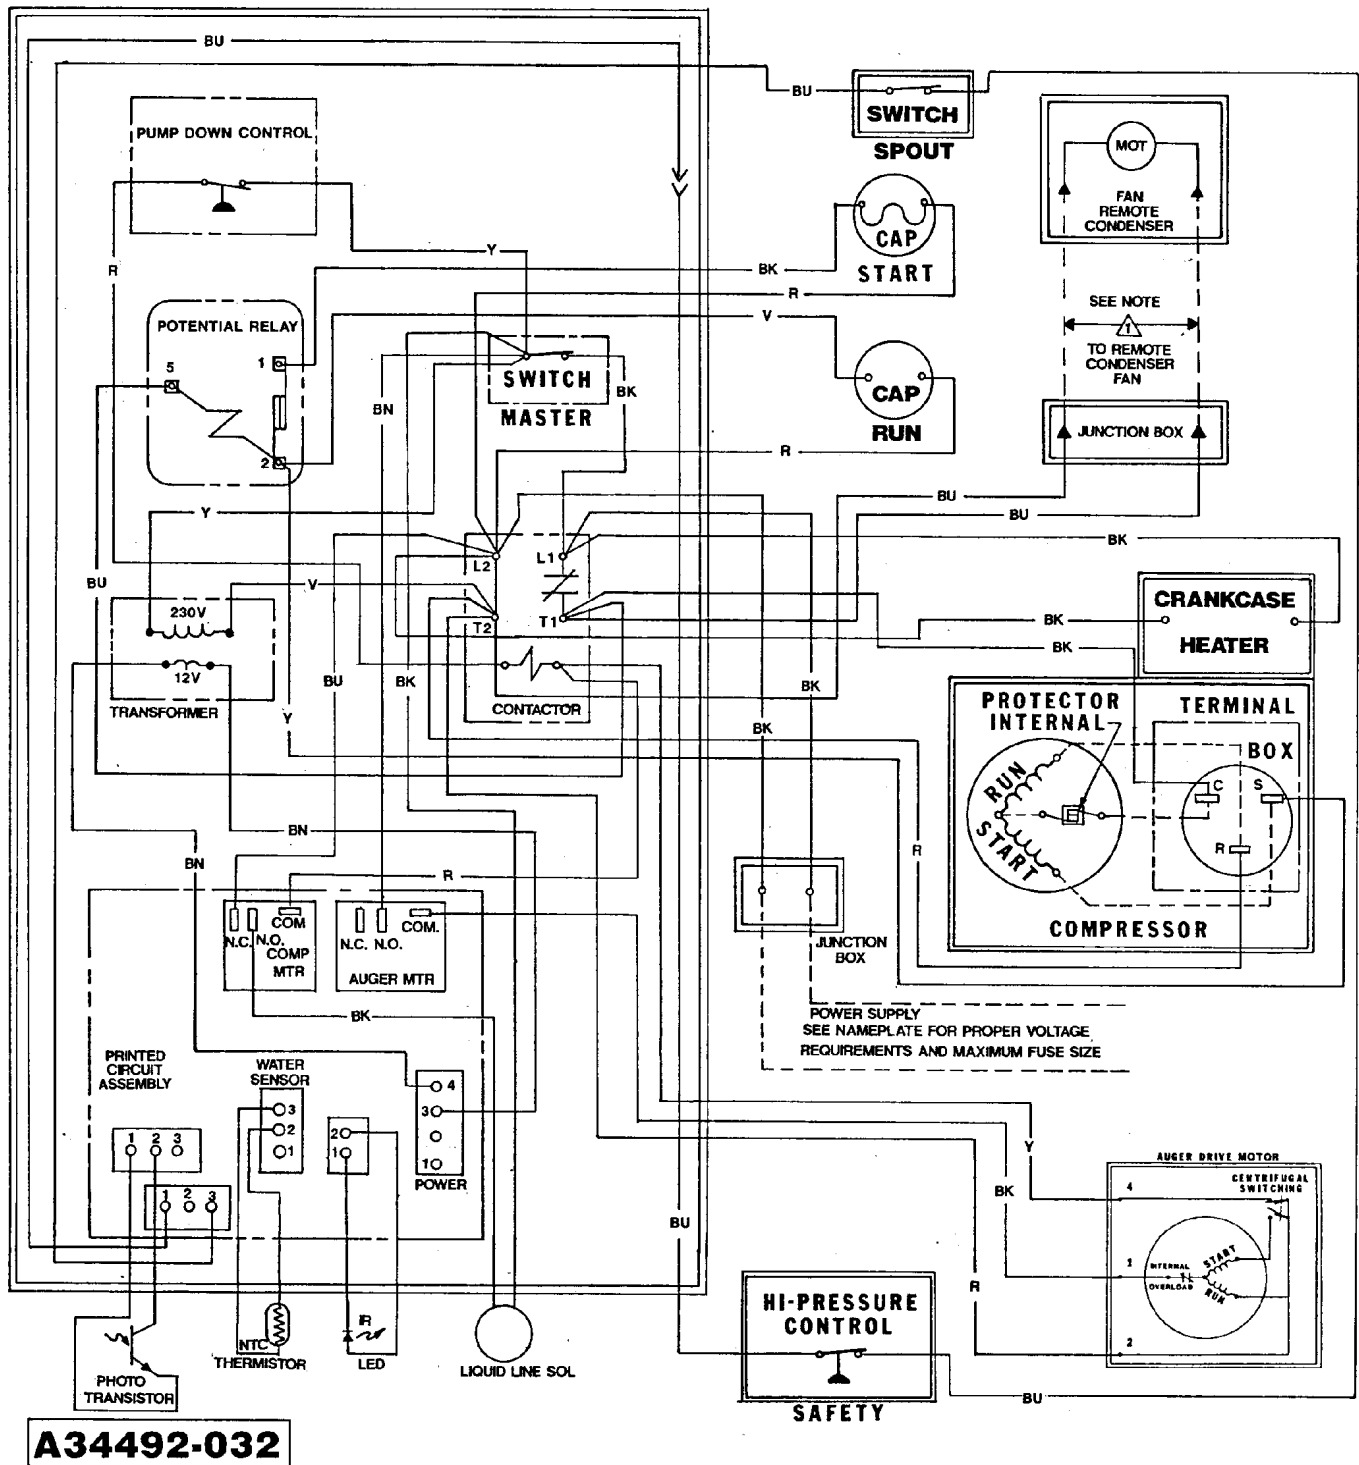 BU
BU
SWITCH
SPOUT
PUMP DOWN CONTROL
R
Y
MOT
FAN
REMOTE
CONDENSER
CAP
START
BK
R
V
SEE NOTE
1
TO REMOTE
CONDENSER
FAN
POTENTIAL RELAY
5
1
2
SWITCH
MASTER
BK
BN
CAP
RUN
R
JUNCTION BOX
BU
BU
Y
BK
L2
L1
T2
T1
CONTACTOR
BU
V
230V
12V
TRANSFORMER
Y
BU
BK
BK
BK
BK
BK
CRANKCASE
HEATER
PROTECTOR
INTERNAL
TERMINAL
BOX
RUN
START
C
S
R
COMPRESSOR
R
BN
BN
R
N.C.
N.O.
COM
COMP
MTR
N.C.
N.O.
COM.
AUGER MTR
JUNCTION
BOX
BK
POWER SUPPLY
SEE NAMEPLATE FOR PROPER VOLTAGE
REQUIREMENTS AND MAXIMUM FUSE SIZE
PRINTED
CIRCUIT
ASSEMBLY
WATER
SENSOR
3
2
1
2
1
4
3
1
POWER
1 2 3
1 2 3
Y
BK
R
BU
AUGER DRIVE MOTOR
CENTRIFUGAL
SWITCHING
4
1
2
INTERNAL
OVERLOAD
START
RUN
HI-PRESSURE
CONTROL
SAFETY
BU
NTC
THERMISTOR
IR
LED
LIQUID LINE SOL
PHOTO
TRANSISTOR
A34492-032